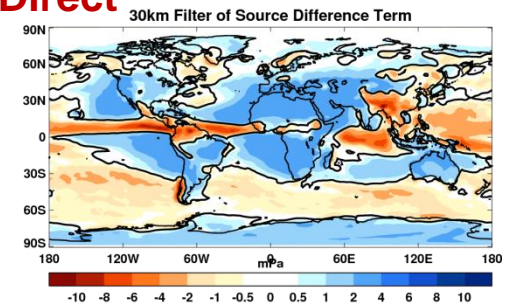 Direct
30km Filter of Source Difference Term
90N
60N
30N
0
30S
60S
90S
180 120W 60W 0 60E 120E 180
mPa
-10 -8 -6 -4 -2 -1 -0.5 0 0.5 1 2 4 6 8 10